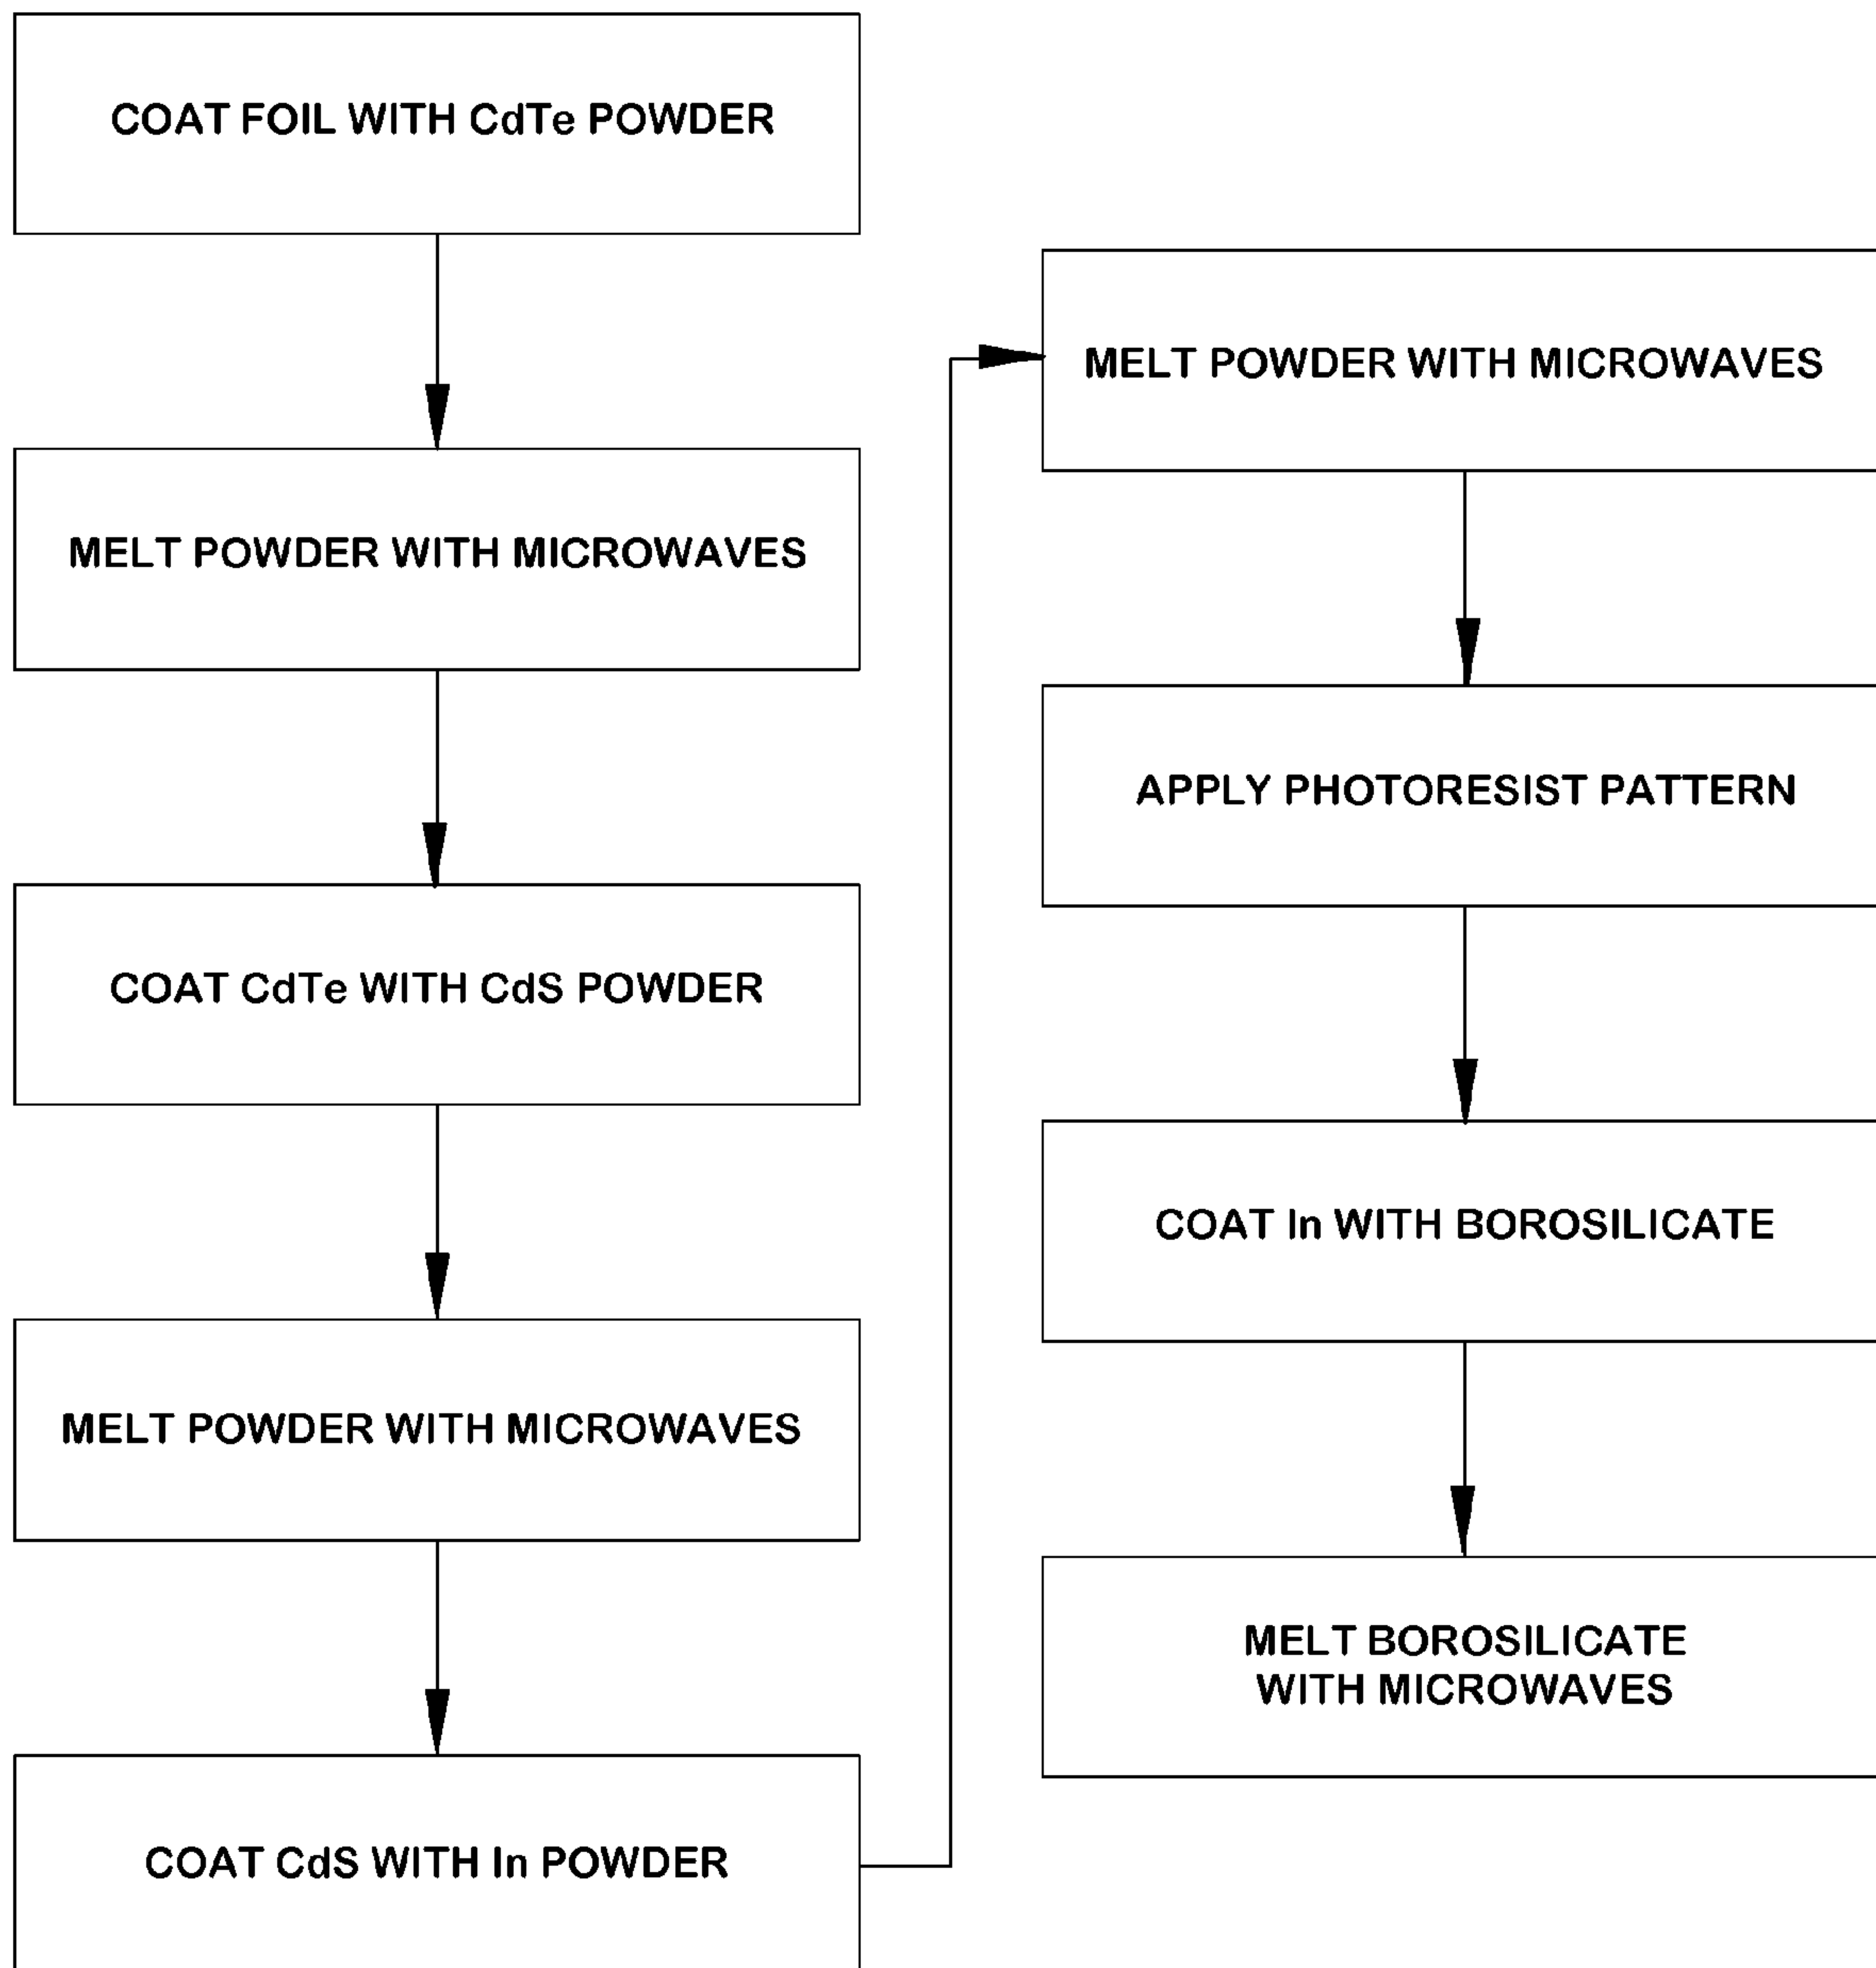 COAT FOIL WITH CdTe POWDER
MELT POWDER WITH MICROWAVES
COAT CdTe WITH CdS POWDER
MELT POWDER WITH MICROWAVES
COAT CdS WITH In POWDER
MELT POWDER WITH MICROWAVES
APPLY PHOTORESIST PATTERN
COAT In WITH BOROSILICATE
MELT BOROSILICATE
WITH MICROWAVES